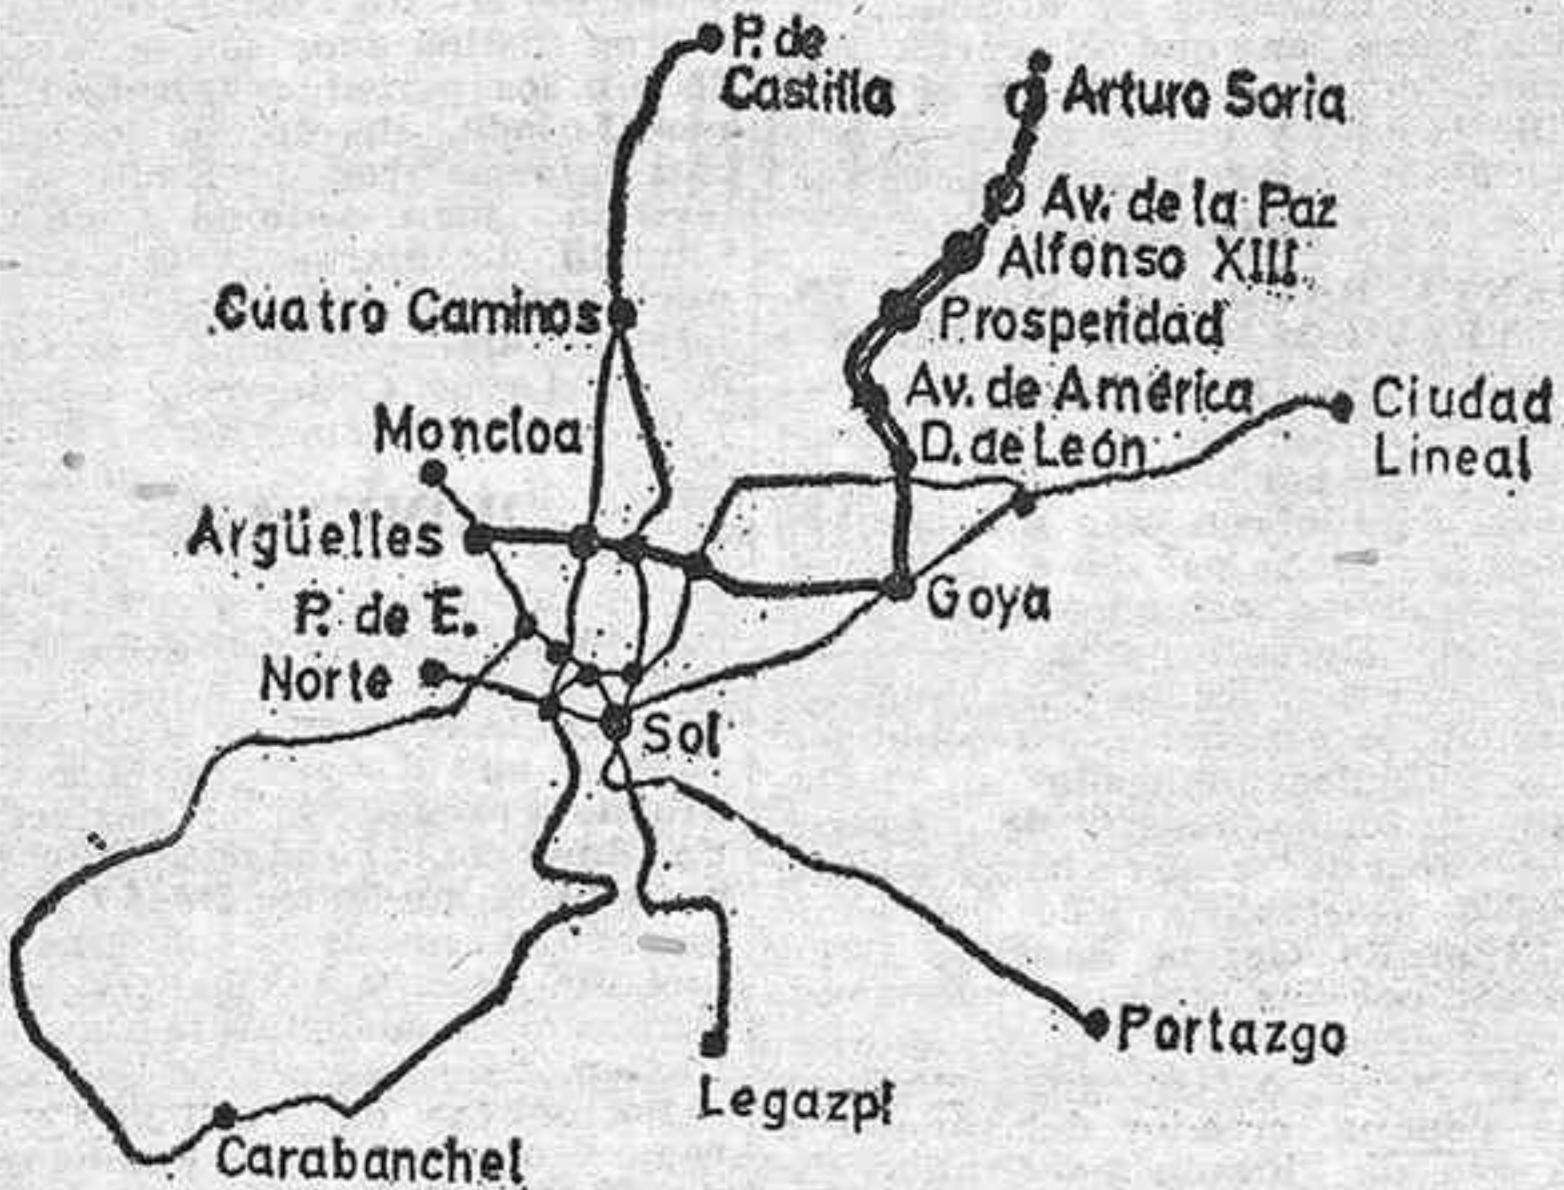 P. de
Castilla
Arturo Soria
Av. de la Paz
Alfonso XIII
Cuatro Caminos
Prosperidad
Av. de América
Ciudad
Lineal
Moncloa
D. de León
Argüelles
P. de E.
Goya
Norte
Sol
Portazgo
Legazpi
Carabanchel